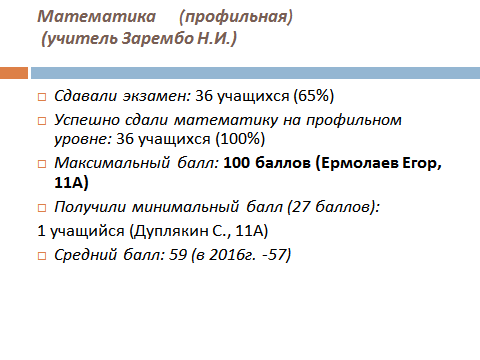 Математика (профильная)
(учитель Зарембо Н.И.)
Сдавали экзамен: 36 учащихся (65%)
Успешно сдали математику на профильном
уровне: 36 учащихся (100%)
Максимальный балл: 100 баллов (Ермолаев Егор,
11А)
Получили минимальный балл (27 баллов):
1 учащийся (Дуплякин С., 11А)
Средний балл: 59 (в 2016г. -57)